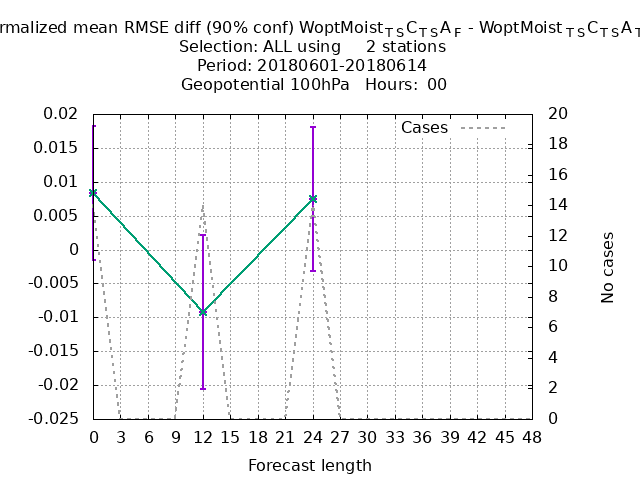 rmalized mean RMSE diff (90% conf) WoptMoist_TS C_TS A_F - WoptMoist_TS C_TS A_T
Selection: ALL using 2 stations
Period: 20180601-20180614
Geopotential 100hPa Hours: 00
Cases
0.02
0.015
0.01
0.005
0
-0.005
-0.01
-0.015
-0.02
-0.025
20
18
16
14
12
10
8
6
4
2
0
No cases
0 3 6 9 12 15 18 21 24 27 30 33 36 39 42 45 48
Forecast length